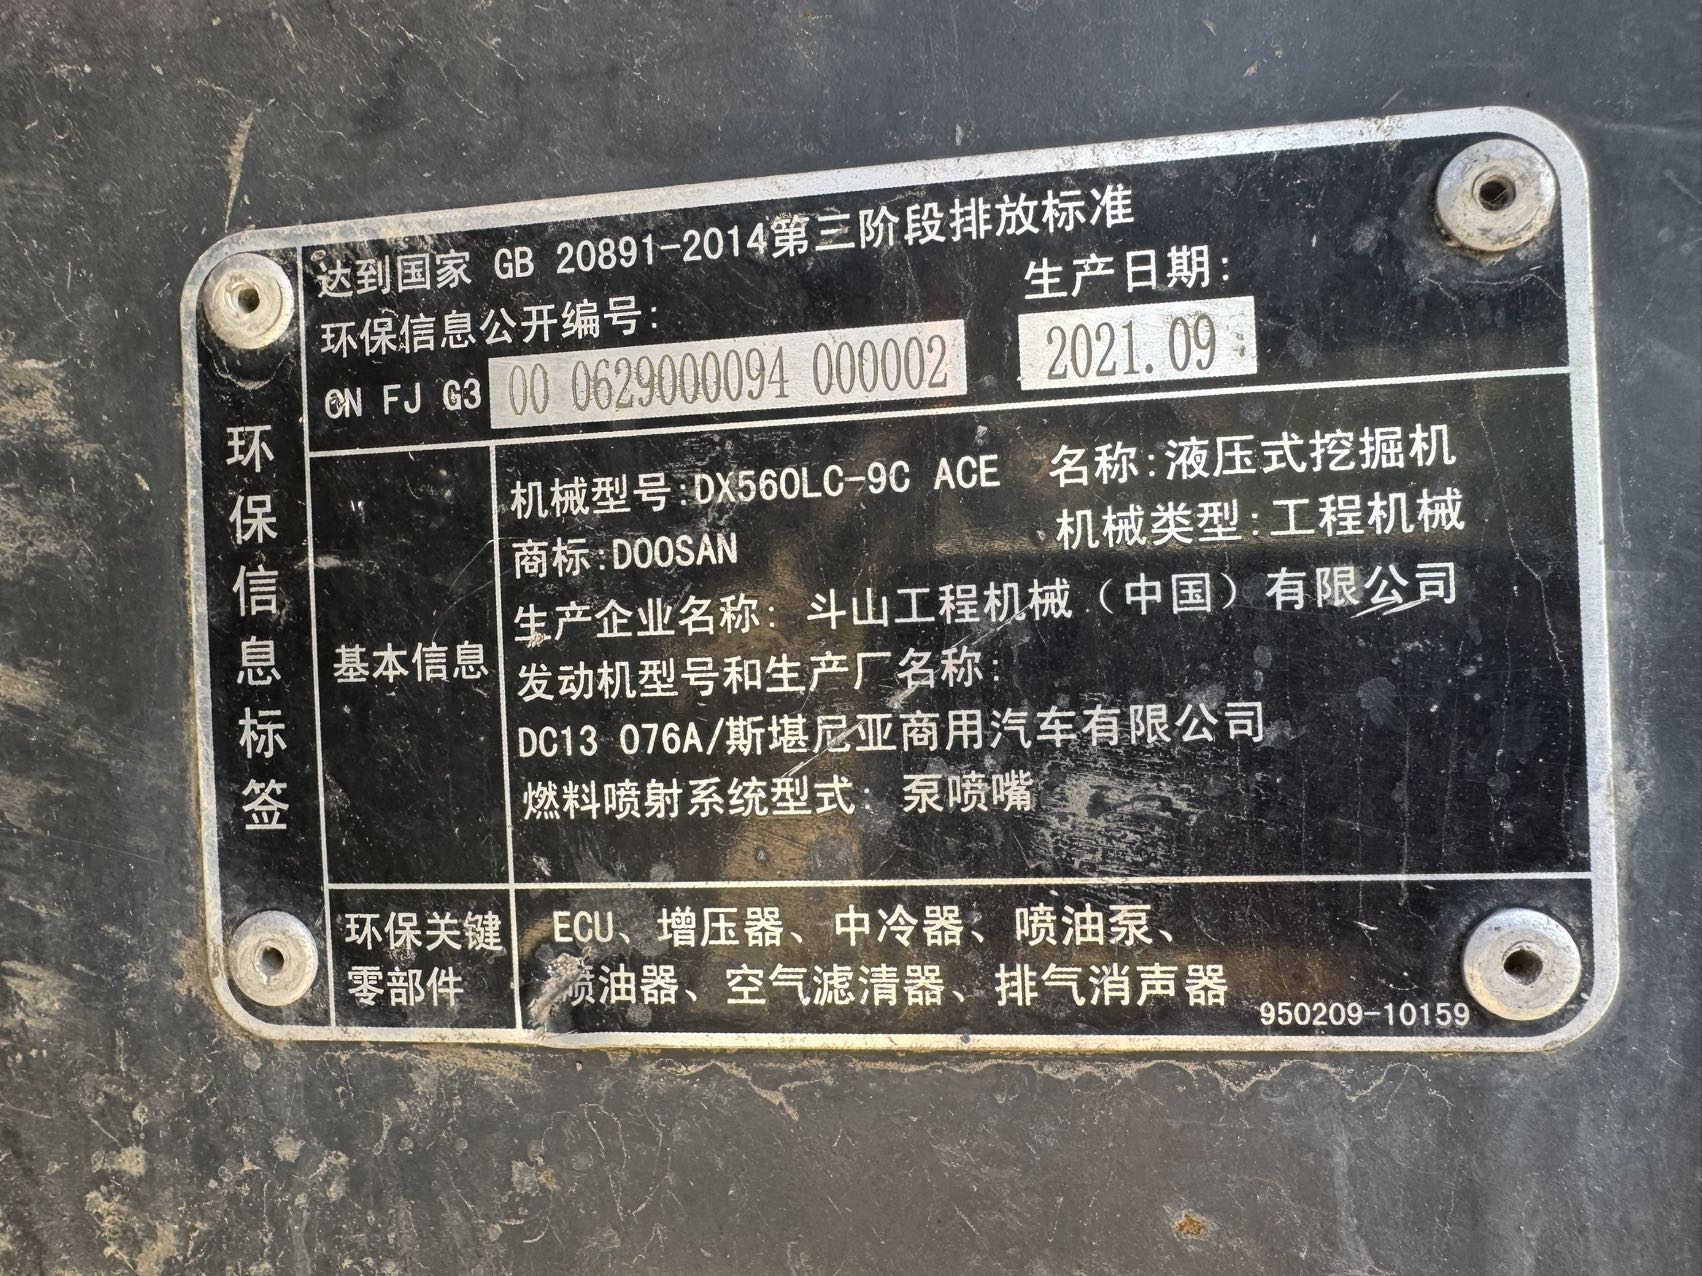 环保信息标签
达到国家 GB 20891-2014第三阶段排放标准
环保信息公开编号:
生产日期:
CN FJ G3 00 0629000094 000002
2021.09
基本信息
机械型号:DX560LC-9C ACE 名称:液压式挖掘机
商标:DOOSAN 机械类型:工程机械
生产企业名称: 斗山工程机械（中国）有限公司
发动机型号和生产厂名称:
DC13 076A/斯堪尼亚商用汽车有限公司
燃料喷射系统型式: 泵喷嘴
环保关键
零部件
ECU、增压器、中冷器、喷油泵、
喷油器、空气滤清器、排气消声器
950209-10159